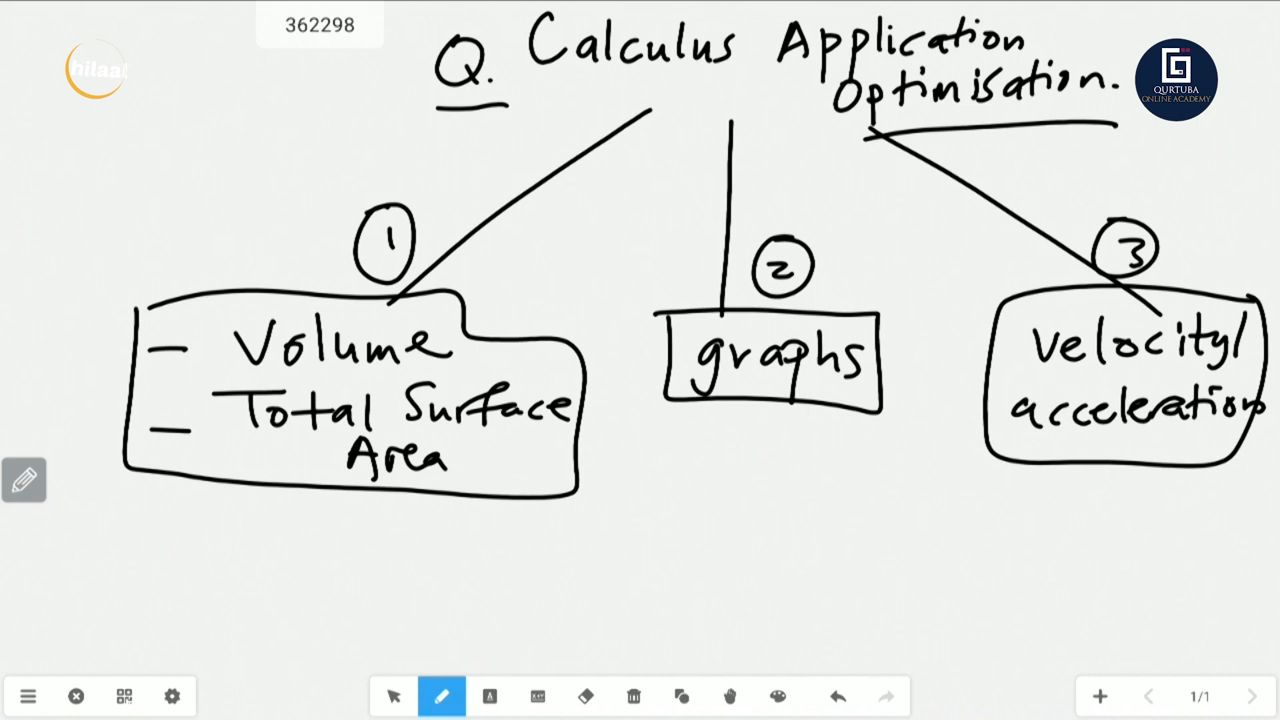 362298
hilaal
Q. Calculus Application
Optimisation.
QURTUBA
ONLINE ACADEMY
1
2
3
- Volume
- Total Surface
Area
graphs
velocity/
acceleration
1/1